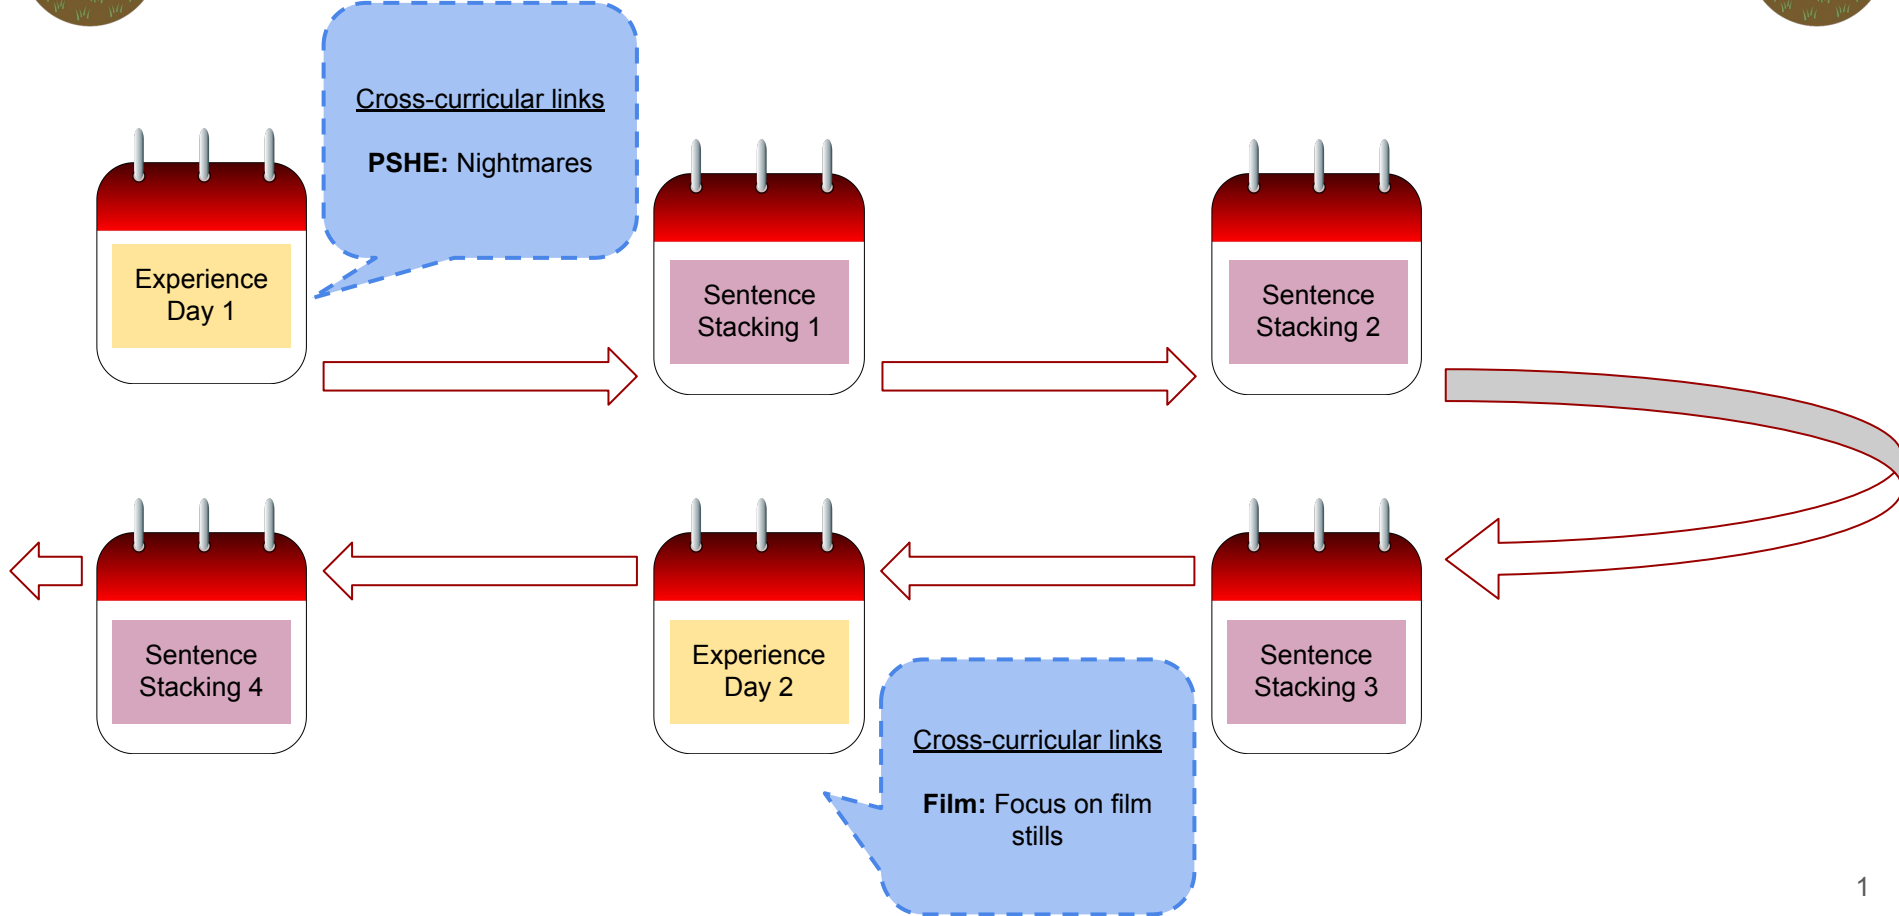 Cross-curricular links
PSHE: Nightmares
Experience
Day 1
Sentence
Stacking 1
Sentence
Stacking 2
Sentence
Stacking 4
Experience
Day 2
Sentence
Stacking 3
Cross-curricular links
Film: Focus on film
stills
1